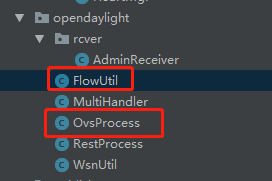 opendaylight
rcver
AdminReceiver
FlowUtil
MultiHandler
OvsProcess
RestProcess
WsnUtil